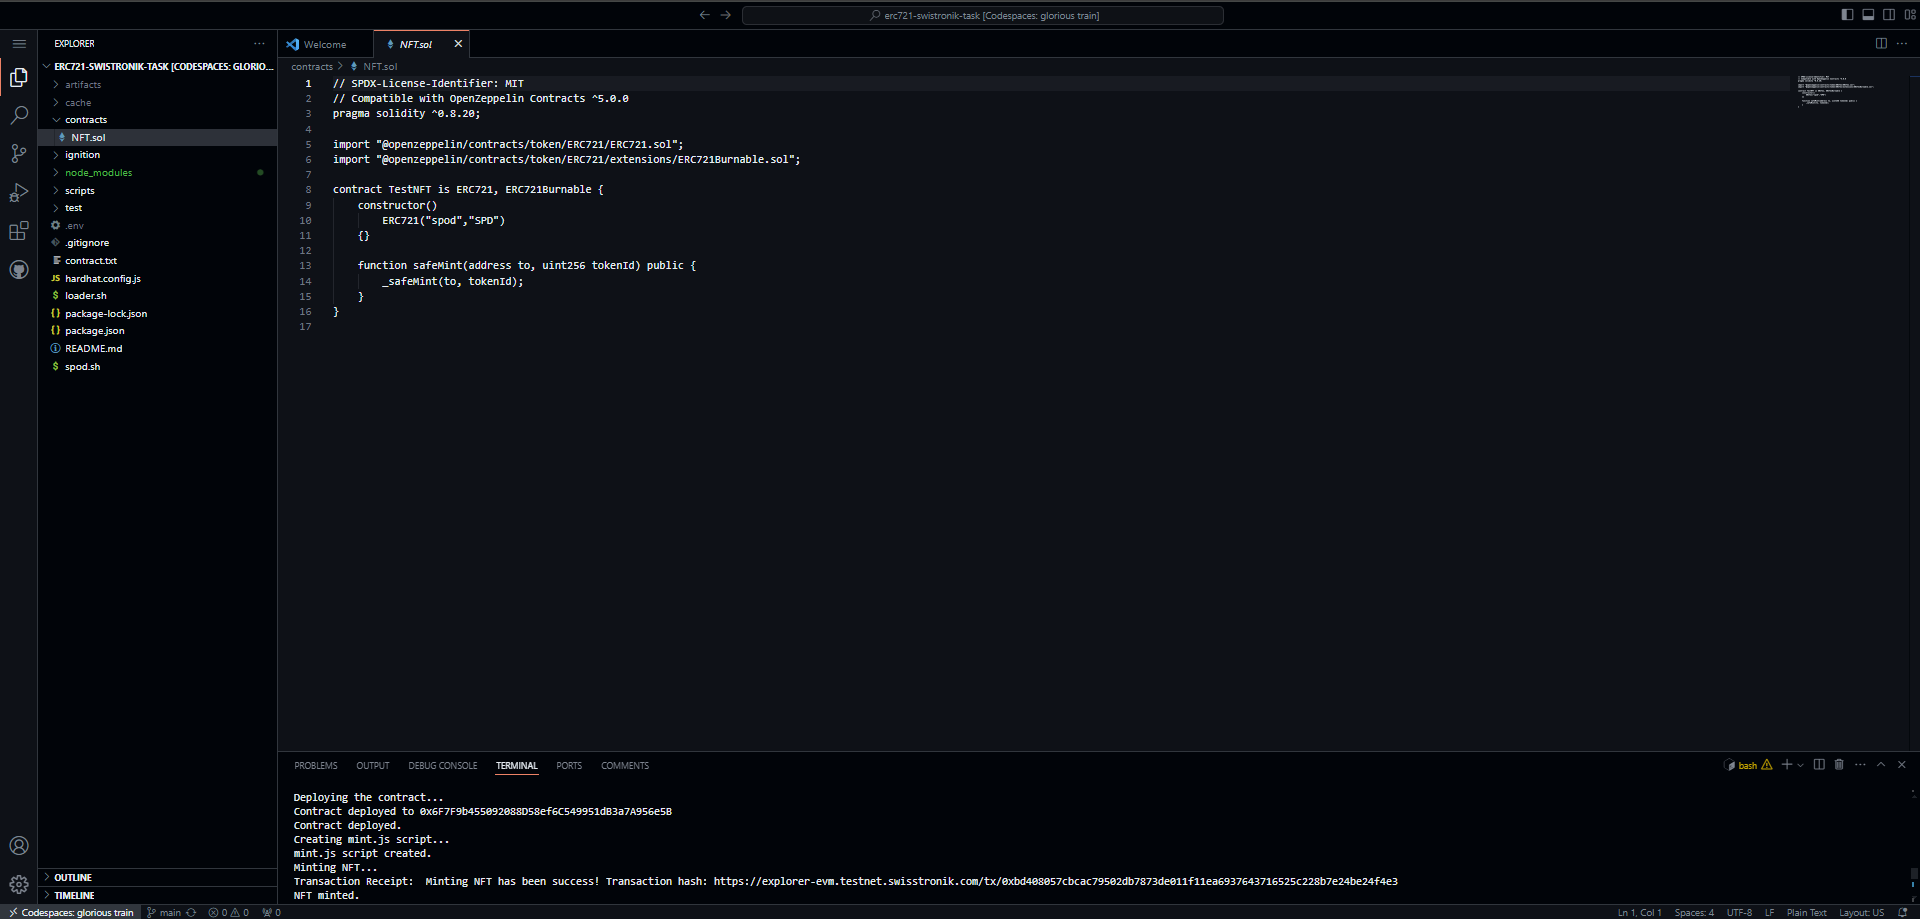 erc721-swistronik-task [Codespaces: glorious train]
EXPLORER
ERC721-SWISTRONIK-TASK [CODESPACES: GLORIO...
artifacts
cache
contracts
NFT.sol
ignition
node_modules
scripts
test
.env
.gitignore
contract.txt
JS hardhat.config.js
$ loader.sh
{} package-lock.json
{} package.json
README.md
$ spod.sh
OUTLINE
TIMELINE
Welcome
NFT.sol
contracts > NFT.sol
1 // SPDX-License-Identifier: MIT
2 // Compatible with OpenZeppelin Contracts ^5.0.0
3 pragma solidity ^0.8.20;
4
5 import "@openzeppelin/contracts/token/ERC721/ERC721.sol";
6 import "@openzeppelin/contracts/token/ERC721/extensions/ERC721Burnable.sol";
7
8 contract TestNFT is ERC721, ERC721Burnable {
9 constructor()
10 ERC721("spod","SPD")
11 {}
12
13 function safeMint(address to, uint256 tokenId) public {
14 _safeMint(to, tokenId);
15 }
16 }
17
PROBLEMS OUTPUT DEBUG CONSOLE TERMINAL PORTS COMMENTS
bash
Deploying the contract...
Contract deployed to 0x6F7F9b455092088D58ef6C549951dB3a7A956e5B
Contract deployed.
Creating mint.js script...
mint.js script created.
Minting NFT...
Transaction Receipt:  Minting NFT has been success! Transaction hash: https://explorer-evm.testnet.swisstronik.com/tx/0xbd408057cbcac79502db7873de011f11ea6937643716525c228b7e24be24f4e3
NFT minted.
Codespaces: glorious train main 0 0 0 Ln 1, Col 1 Spaces: 4 UTF-8 LF Plain Text Layout: US